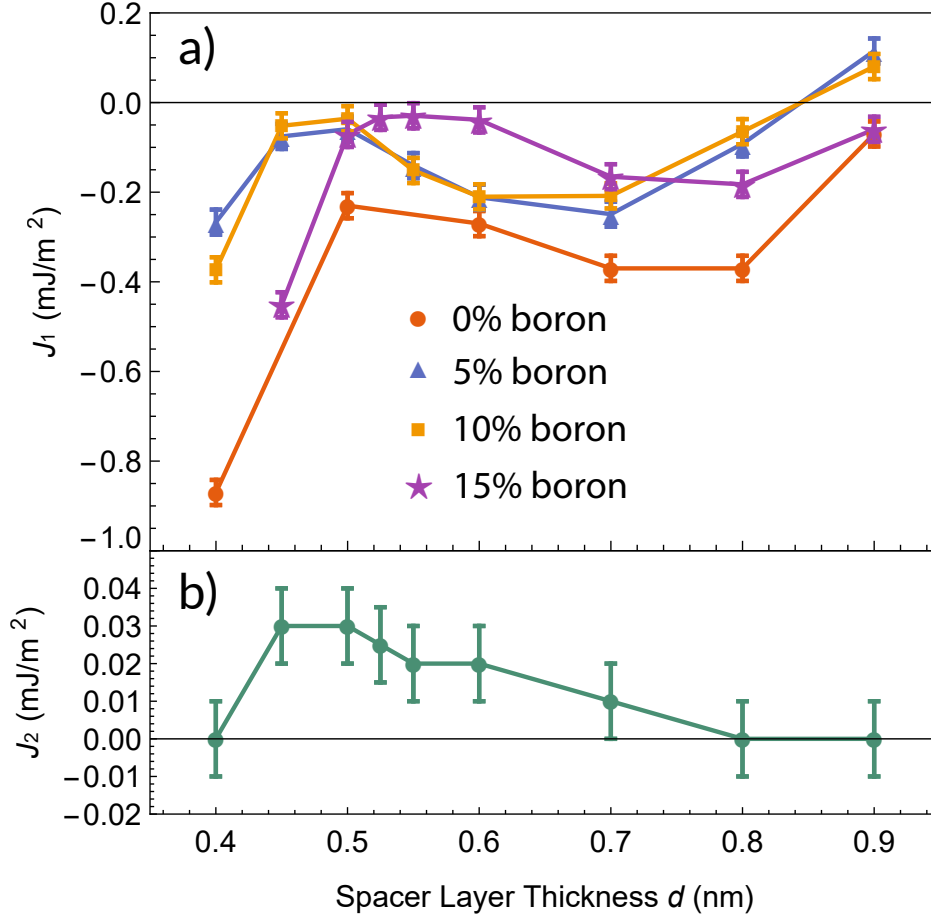 a)
0.2
0.0
−0.2
−0.4
−0.6
−0.8
−1.0
J1 (mJ/m 2)
0% boron
5% boron
10% boron
15% boron
b)
0.04
0.03
0.02
0.01
0.00
−0.01
−0.02
J2 (mJ/m 2)
0.4 0.5 0.6 0.7 0.8 0.9
Spacer Layer Thickness d (nm)